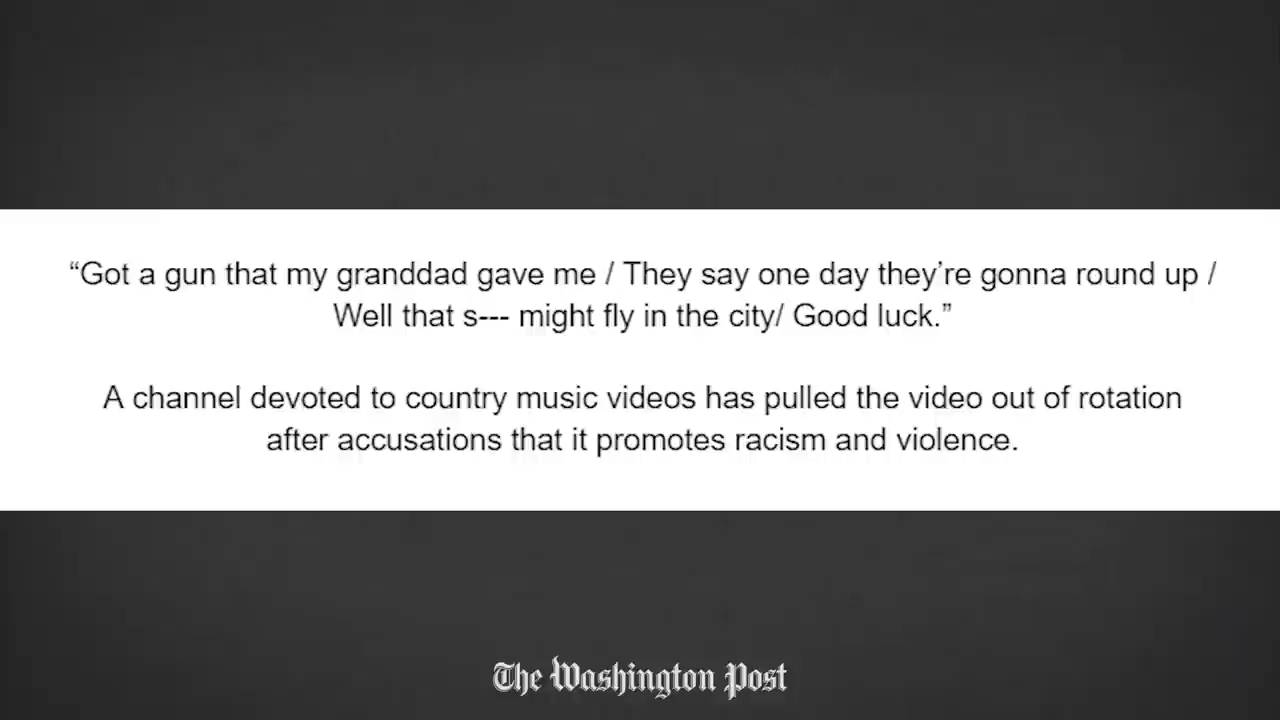 “Got a gun that my granddad gave me / They say one day they’re gonna round up /
Well that s--- might fly in the city/ Good luck.”
A channel devoted to country music videos has pulled the video out of rotation
after accusations that it promotes racism and violence.
The Washington Post